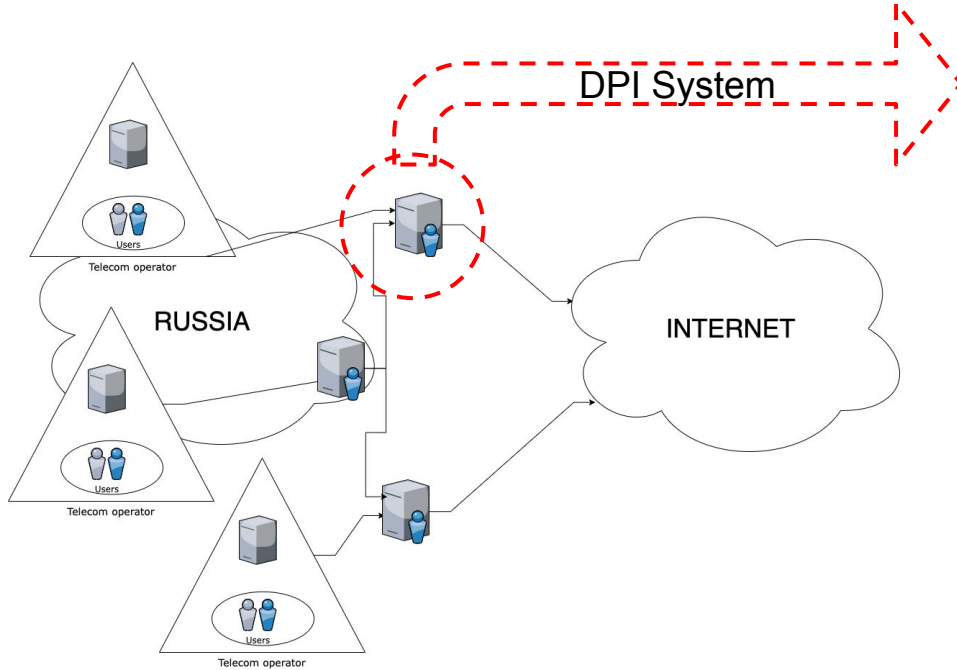 DPI System
Users
Telecom operator
RUSSIA
INTERNET
Users
Telecom operator
Users
Telecom operator